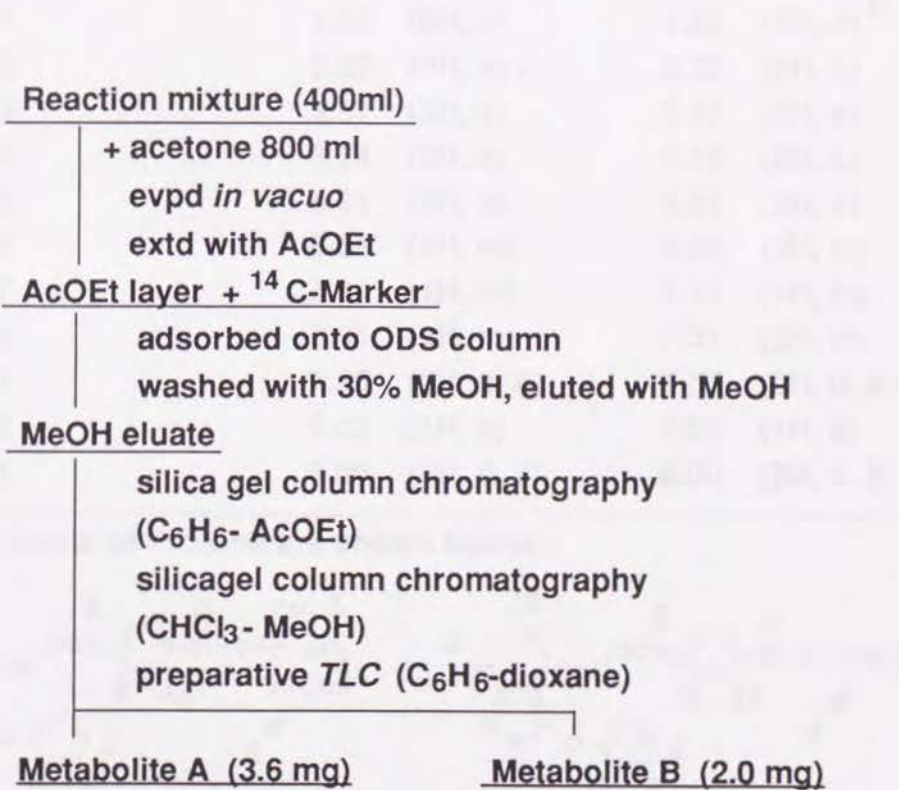 Reaction mixture (400ml)
+ acetone 800 ml
evpd in vacuo
extd with AcOEt
AcOEt layer + 14 C-Marker
adsorbed onto ODS column
washed with 30% MeOH, eluted with MeOH
MeOH eluate
silica gel column chromatography
(C6H6- AcOEt)
silicagel column chromatography
(CHCl3- MeOH)
preparative TLC (C6H6-dioxane)
Metabolite A (3.6 mg) Metabolite B (2.0 mg)